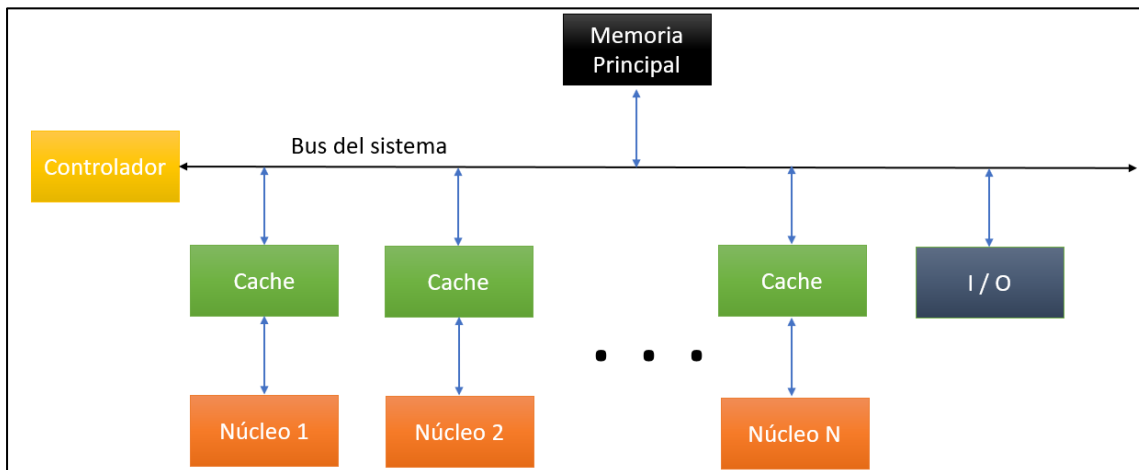 Memoria
Principal
Bus del sistema
Controlador
Cache
Cache
Cache
I / O
. . .
Núcleo 1
Núcleo 2
Núcleo N